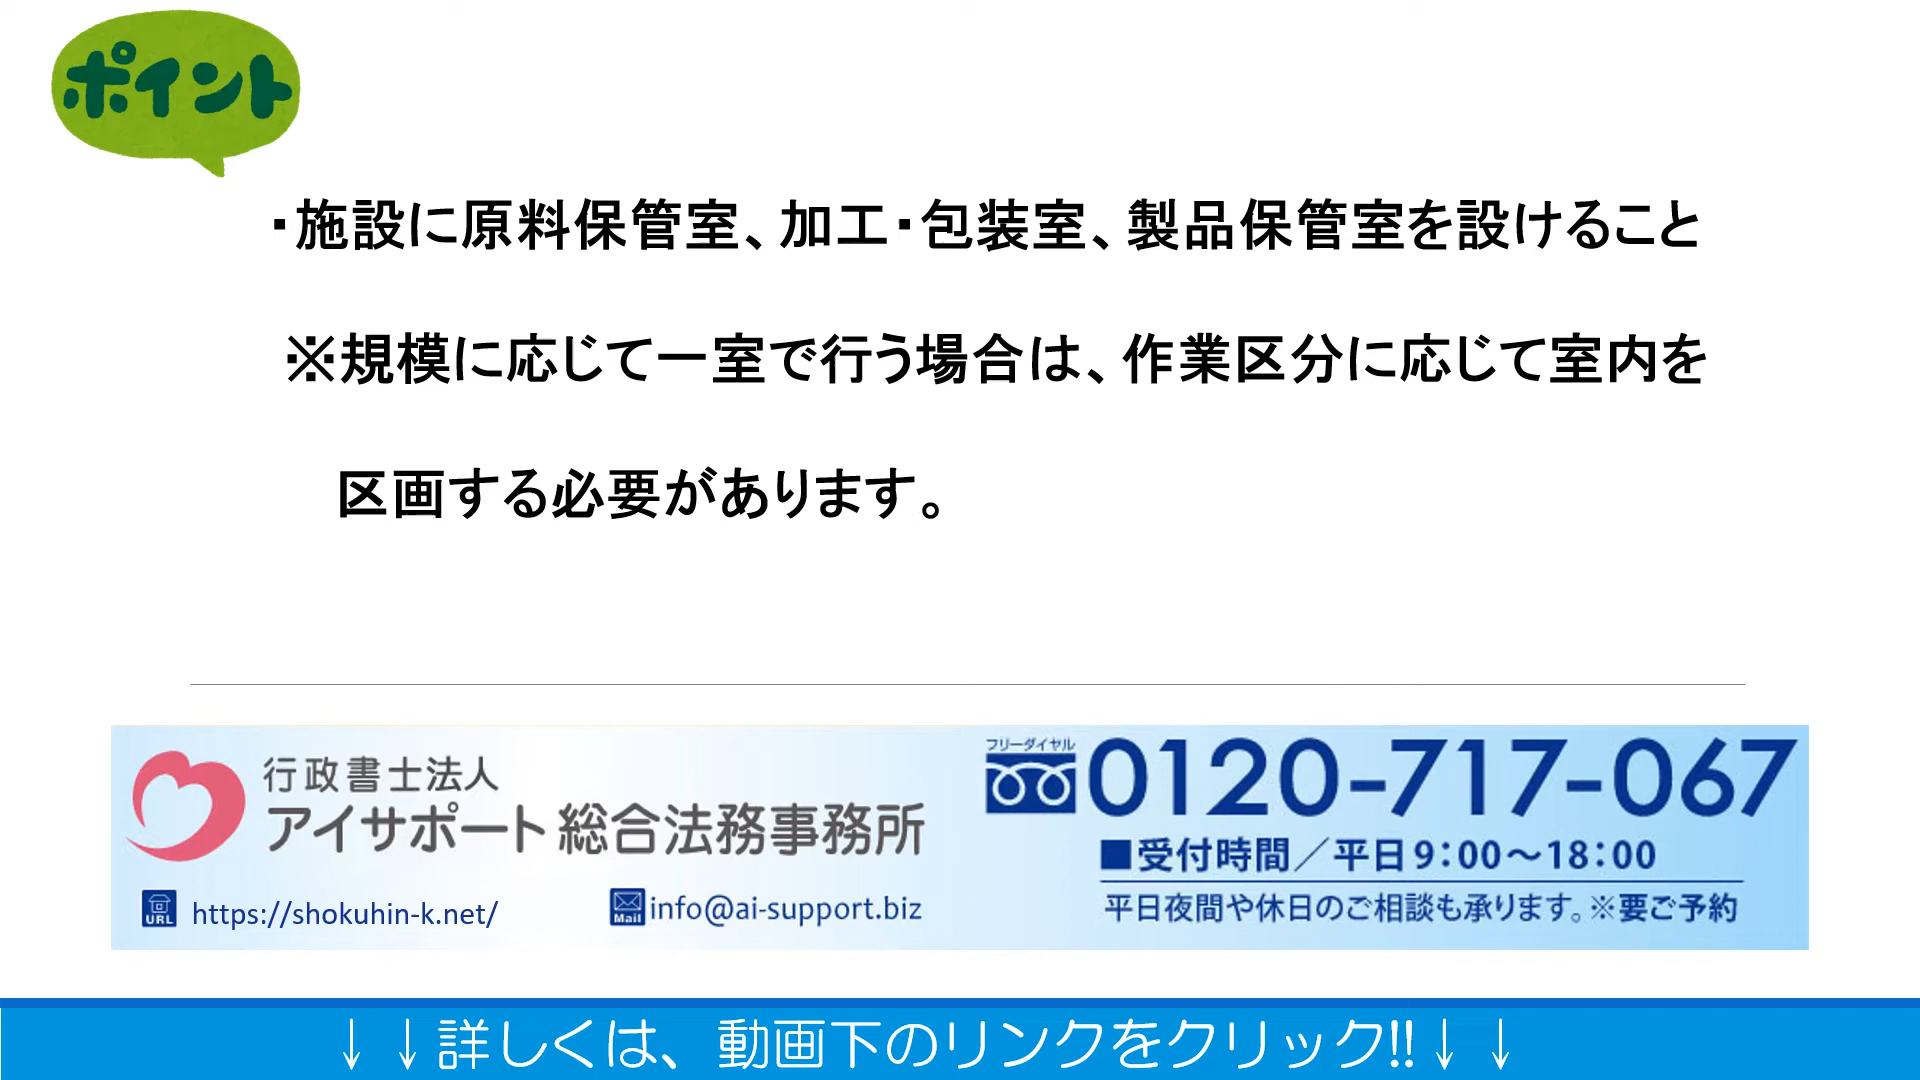 ポイント
・施設に原料保管室、加工・包装室、製品保管室を設けること
※規模に応じて一室で行う場合は、作業区分に応じて室内を
区画する必要があります。
行政書士法人
アイサポート総合法務事務所
URL https://shokuhin-k.net/
Mail info@ai-support.biz
フリーダイヤル
0120-717-067
■受付時間／平日9：00～18：00
平日夜間や休日のご相談も承ります。※要ご予約
↓↓詳しくは、動画下のリンクをクリック!!↓↓